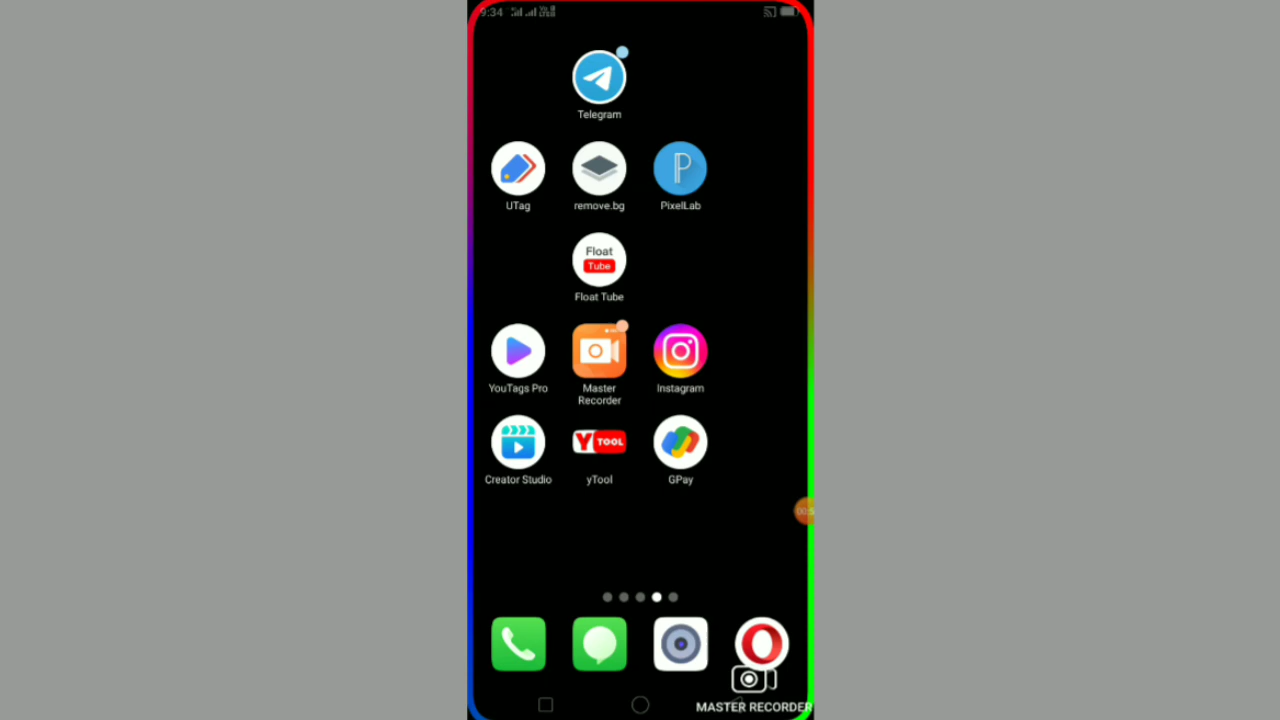 9:34
Telegram
UTag
remove.bg
PixelLab
Float
Tube
Float Tube
YouTags Pro
Master
Recorder
Instagram
Creator Studio
Y TOOL
yTool
GPay
MASTER RECORDER